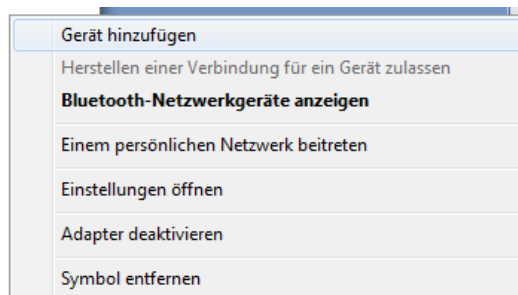 Gerät hinzufügen
Herstellen einer Verbindung für ein Gerät zulassen
Bluetooth-Netzwerkgeräte anzeigen
Einem persönlichen Netzwerk beitreten
Einstellungen öffnen
Adapter deaktivieren
Symbol entfernen